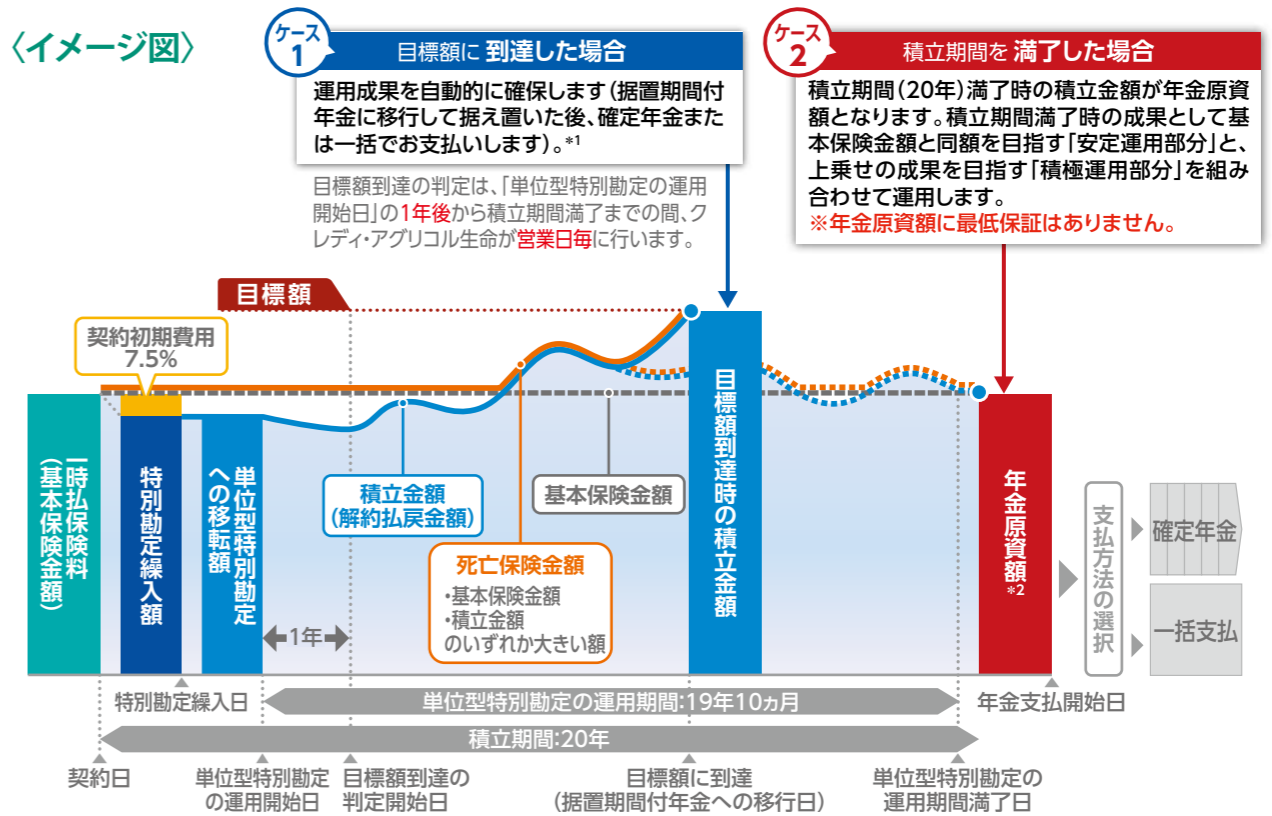 〈イメージ図〉
ケース
1
目標額に 到達した場合
運用成果を自動的に確保します(据置期間付
年金に移行して据え置いた後、確定年金また
は一括でお支払いします)。*1
目標額到達の判定は、「単位型特別勘定の運用
開始日」の1年後から積立期間満了までの間、ク
レディ・アグリコル生命が営業日毎に行います。
ケース
2
積立期間を 満了した場合
積立期間(20年)満了時の積立金額が年金原資
額となります。積立期間満了時の成果として基
本保険金額と同額を目指す「安定運用部分」と、
上乗せの成果を目指す「積極運用部分」を組み
合わせて運用します。
※年金原資額に最低保証はありません。
目標額
契約初期費用
7.5%
一時払保険料
(基本保険金額)
特別勘定繰入額
単位型特別勘定
への移転額
1年
積立金額
(解約払戻金額)
死亡保険金額
・基本保険金額
・積立金額
のいずれか大きい額
基本保険金額
目標額到達時の積立金額
年金原資額*2
支払方法の選択
確定年金
一括支払
特別勘定繰入日
単位型特別勘定の運用期間:19年10ヵ月
年金支払開始日
積立期間:20年
契約日
単位型特別勘定
の運用開始日
目標額到達の
判定開始日
目標額に到達
(据置期間付年金への移行日)
単位型特別勘定の
運用期間満了日